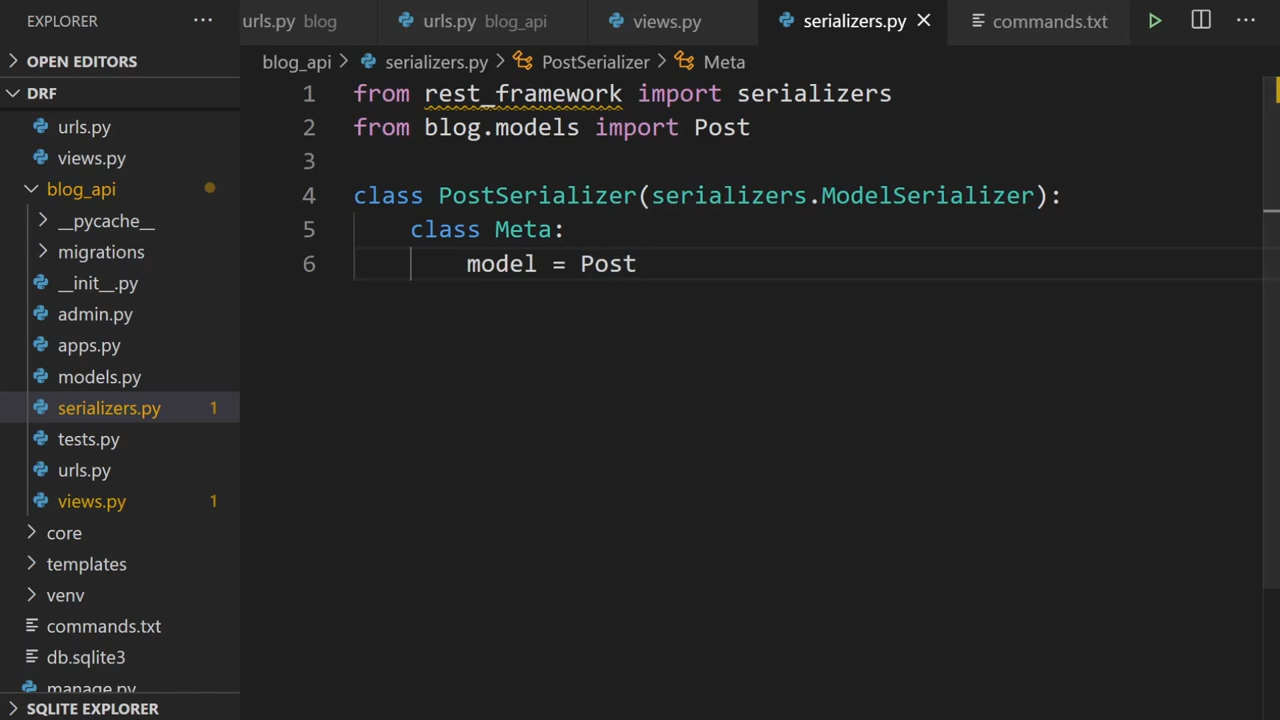 EXPLORER ···
urls.py blog
urls.py blog_api
views.py
serializers.py
commands.txt
OPEN EDITORS
blog_api > serializers.py > PostSerializer > Meta
DRF
urls.py
views.py
blog_api
__pycache__
migrations
__init__.py
admin.py
apps.py
models.py
serializers.py 1
tests.py
urls.py
views.py 1
core
templates
venv
commands.txt
db.sqlite3
manage.py
SQLITE EXPLORER
1 from rest_framework import serializers
2 from blog.models import Post
3
4 class PostSerializer(serializers.ModelSerializer):
5     class Meta:
6         model = Post